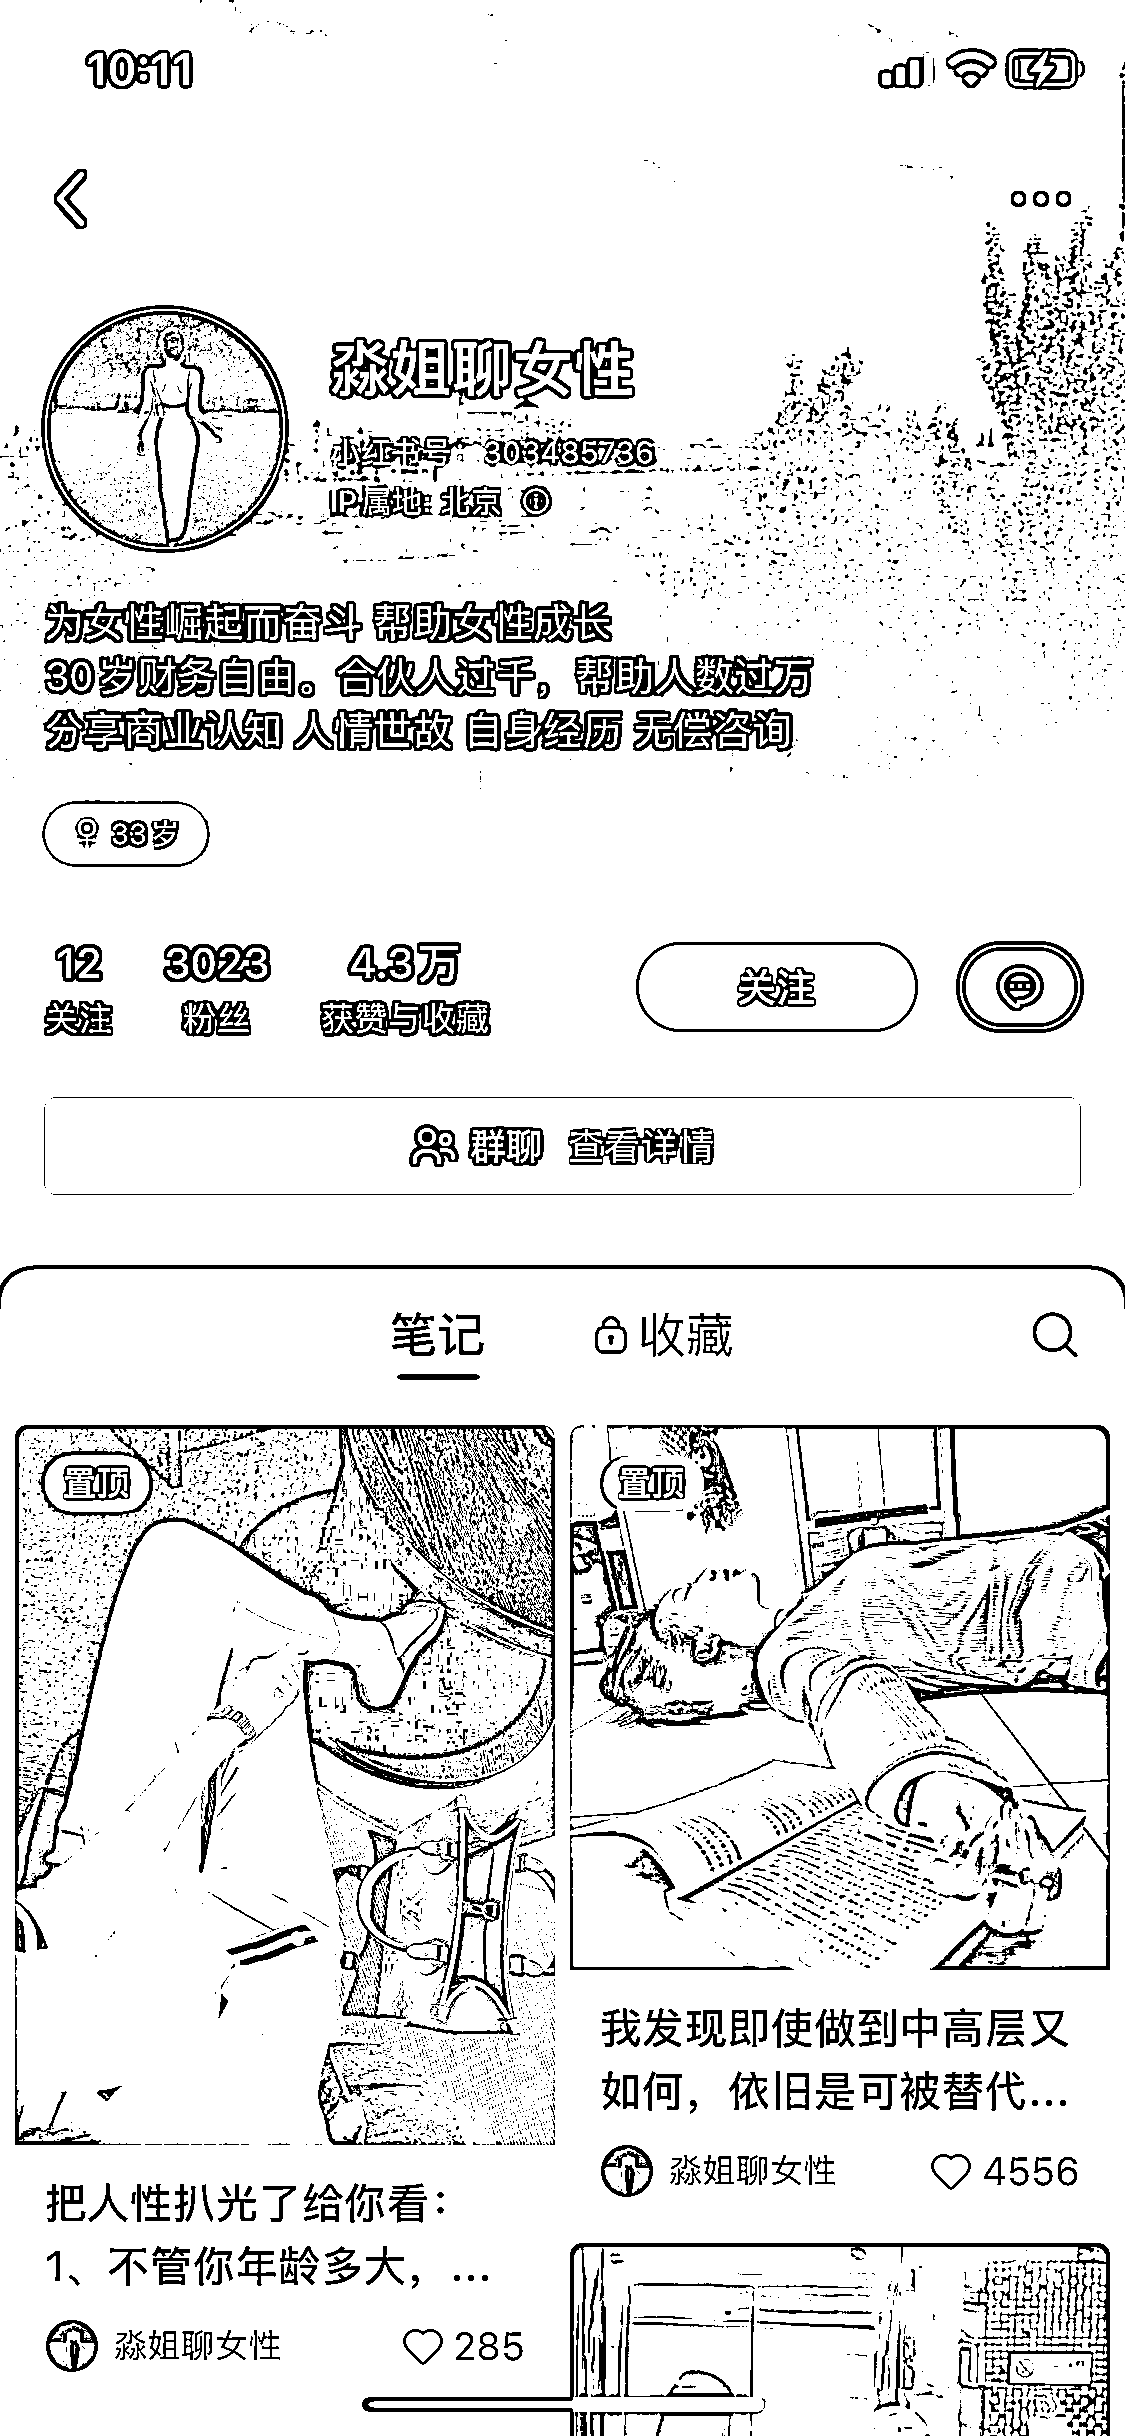 10:11
淼姐聊女性
小红书号: 303485736
IP属地: 北京
为女性崛起而奋斗 帮助女性成长
30岁财务自由。合伙人过千，帮助人数过万
分享商业认知 人情世故 自身经历 无偿咨询
33岁
12 3023 4.3万
关注 粉丝 获赞与收藏
关注
群聊 查看详情
笔记 收藏
置顶
置顶
我发现即使做到中高层又
如何，依旧是可被替代...
淼姐聊女性 4556
把人性扒光了给你看：
1、不管你年龄多大，...
淼姐聊女性 285